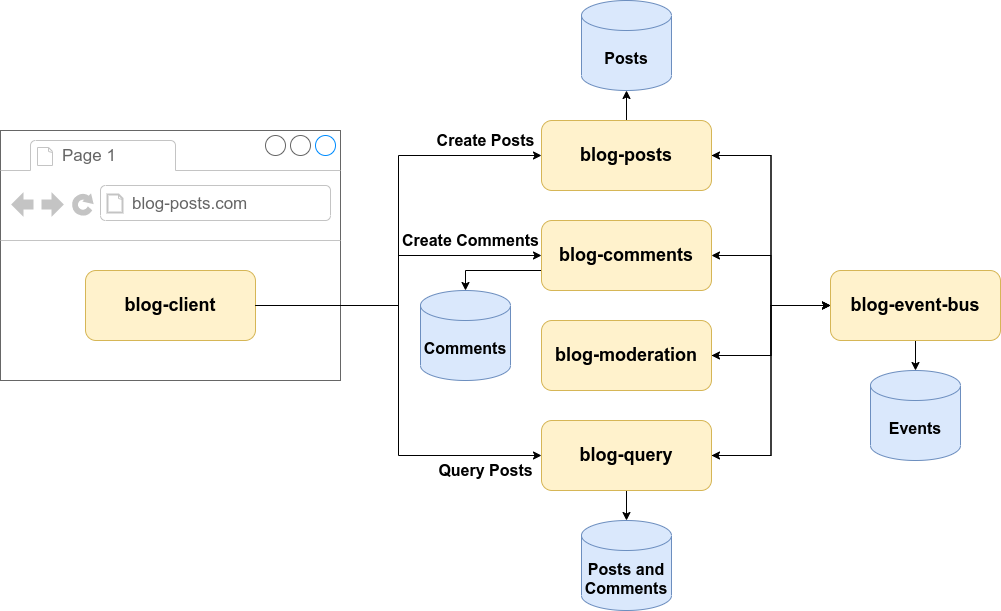 Posts
Page 1
Create Posts
blog-posts
blog-posts.com
Create Comments
blog-comments
blog-client
blog-event-bus
Comments
blog-moderation
Events
blog-query
Query Posts
Posts and
Comments